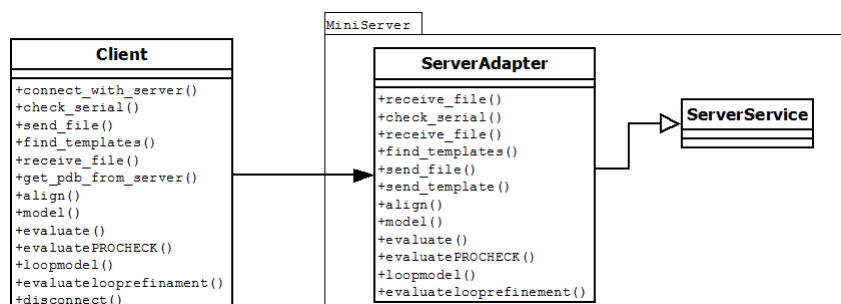 MiniServer
Client
+connect_with_server()
+check_serial()
+send_file()
+find_templates()
+receive_file()
+get_pdb_from_server()
+align()
+model()
+evaluate()
+evaluatePROCHECK()
+loopmodel()
+evaluatelooprefinament()
+disconnect()
ServerAdapter
+receive_file()
+check_serial()
+receive_file()
+find_templates()
+send_file()
+send_template()
+align()
+model()
+evaluate()
+evaluatePROCHECK()
+loopmodel()
+evaluatelooprefinement()
ServerService